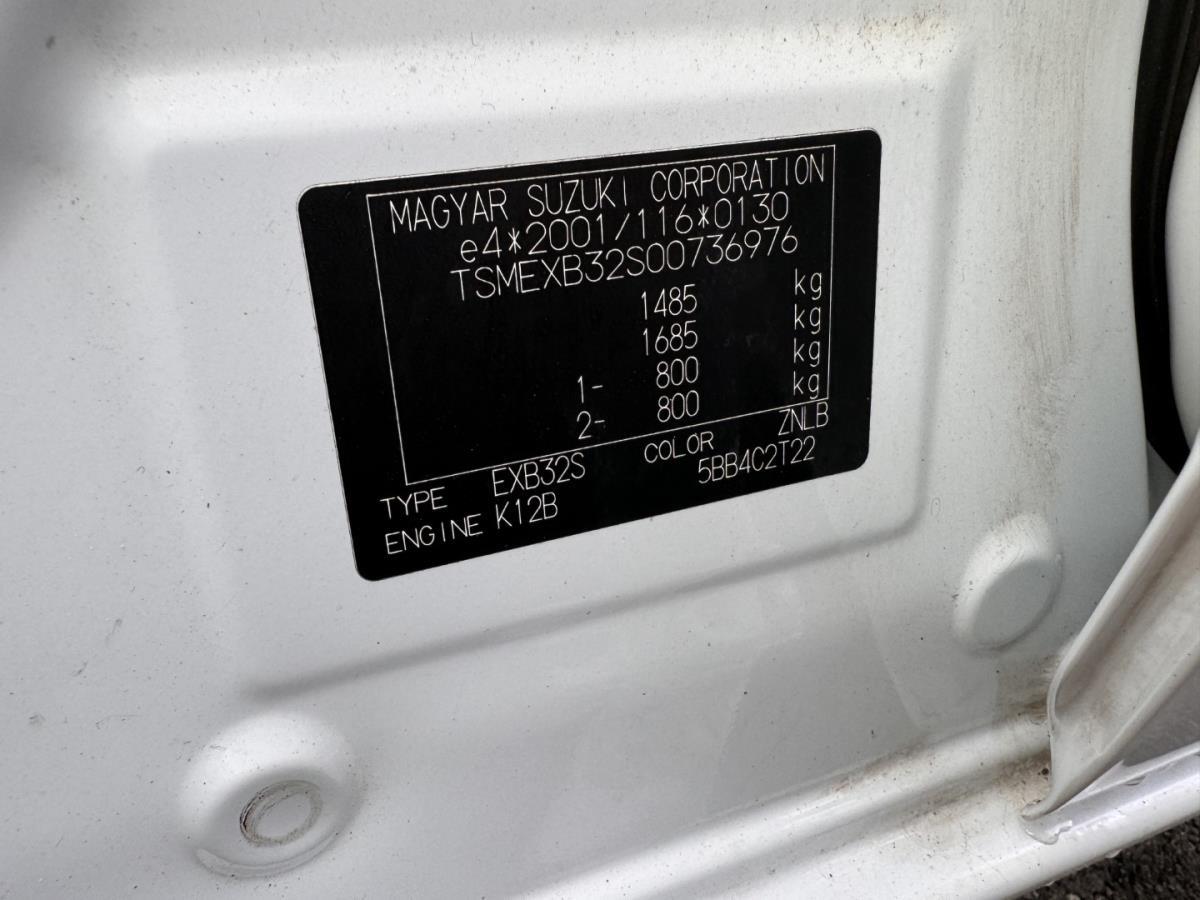 MAGYAR SUZUKI CORPORATION
e4*2001/116*0130
TSMEXB32S00736976
1485 kg
1685 kg
1- 800 kg
2- 800 kg
TYPE EXB32S COLOR ZNLB
ENGINE K12B 5BB4C2T22